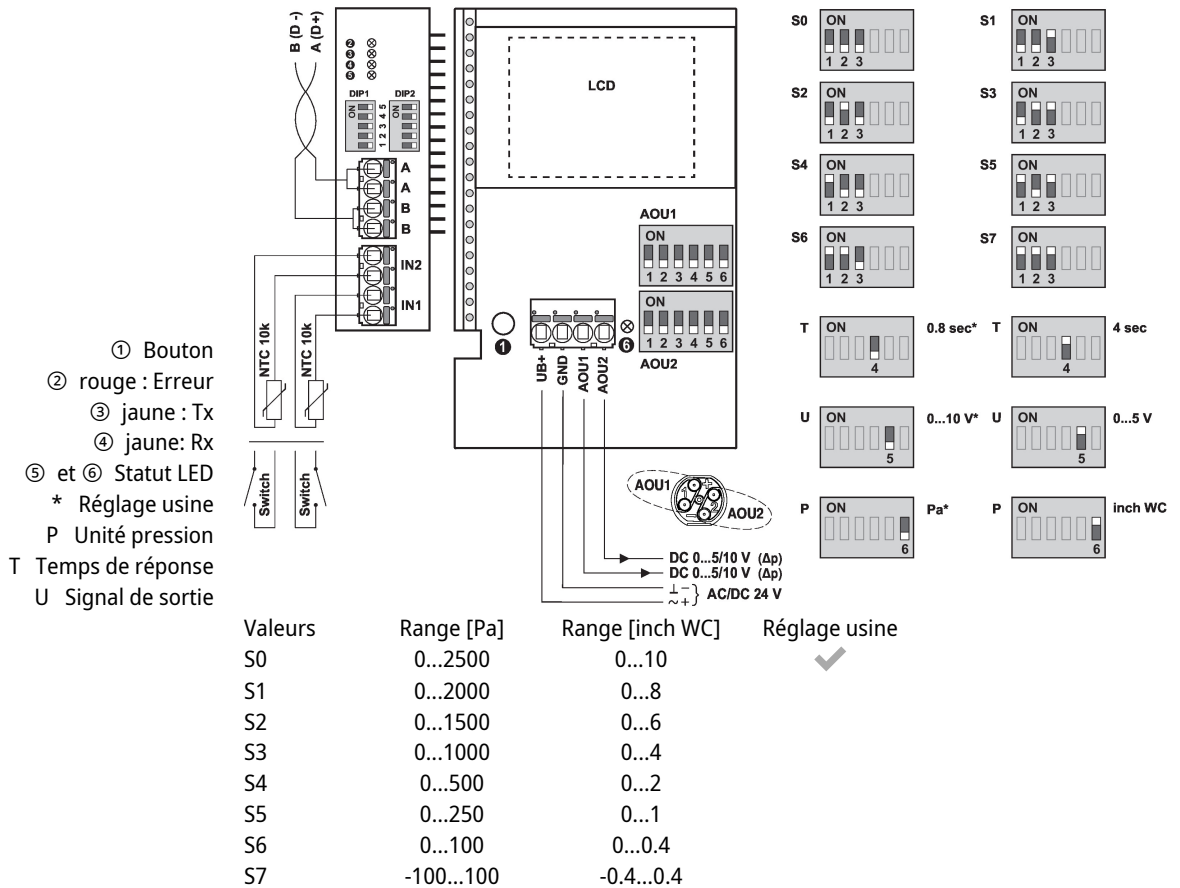 B (D -)
A (D+)
❷
❸
❹
❺
DIP1
DIP2
ON
1 2 3 4 5
ON
A
A
B
B
IN2
IN1
NTC 10k
NTC 10k
Switch
Switch
① Bouton
② rouge : Erreur
③ jaune : Tx
④ jaune: Rx
⑤ et ⑥ Statut LED
* Réglage usine
P Unité pression
T Temps de réponse
U Signal de sortie
LCD
AOU1
ON
1 2 3 4 5 6
ON
1 2 3 4 5 6
AOU2
❶
❻
UB+
GND
AOU1
AOU2
AOU1
1
+
-
2
AOU2
DC 0...5/10 V (Δp)
DC 0...5/10 V (Δp)
⊥ −
~ +
} AC/DC 24 V
S0
ON
1 2 3
S1
ON
1 2 3
S2
ON
1 2 3
S3
ON
1 2 3
S4
ON
1 2 3
S5
ON
1 2 3
S6
ON
1 2 3
S7
ON
1 2 3
T
ON
4
0.8 sec*
T
ON
4
4 sec
U
ON
5
0...10 V*
U
ON
5
0...5 V
P
ON
6
Pa*
P
ON
6
inch WC
Valeurs Range [Pa] Range [inch WC] Réglage usine
S0 0...2500 0...10 ✔
S1 0...2000 0...8
S2 0...1500 0...6
S3 0...1000 0...4
S4 0...500 0...2
S5 0...250 0...1
S6 0...100 0...0.4
S7 -100...100 -0.4...0.4